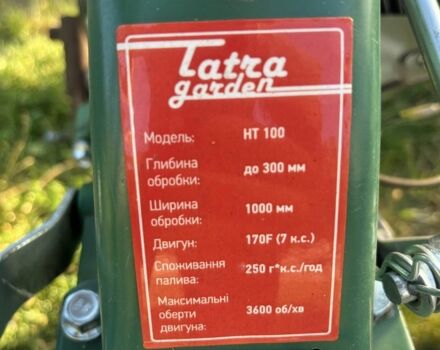 Tatra
garden
Модель: НТ 100
Глибина
обробки: до 300 мм
Ширина
обробки: 1000 мм
Двигун: 170F (7 к.с.)
Споживання
палива: 250 г*к.с./год
Максимальні
оберти
двигуна: 3600 об/хв